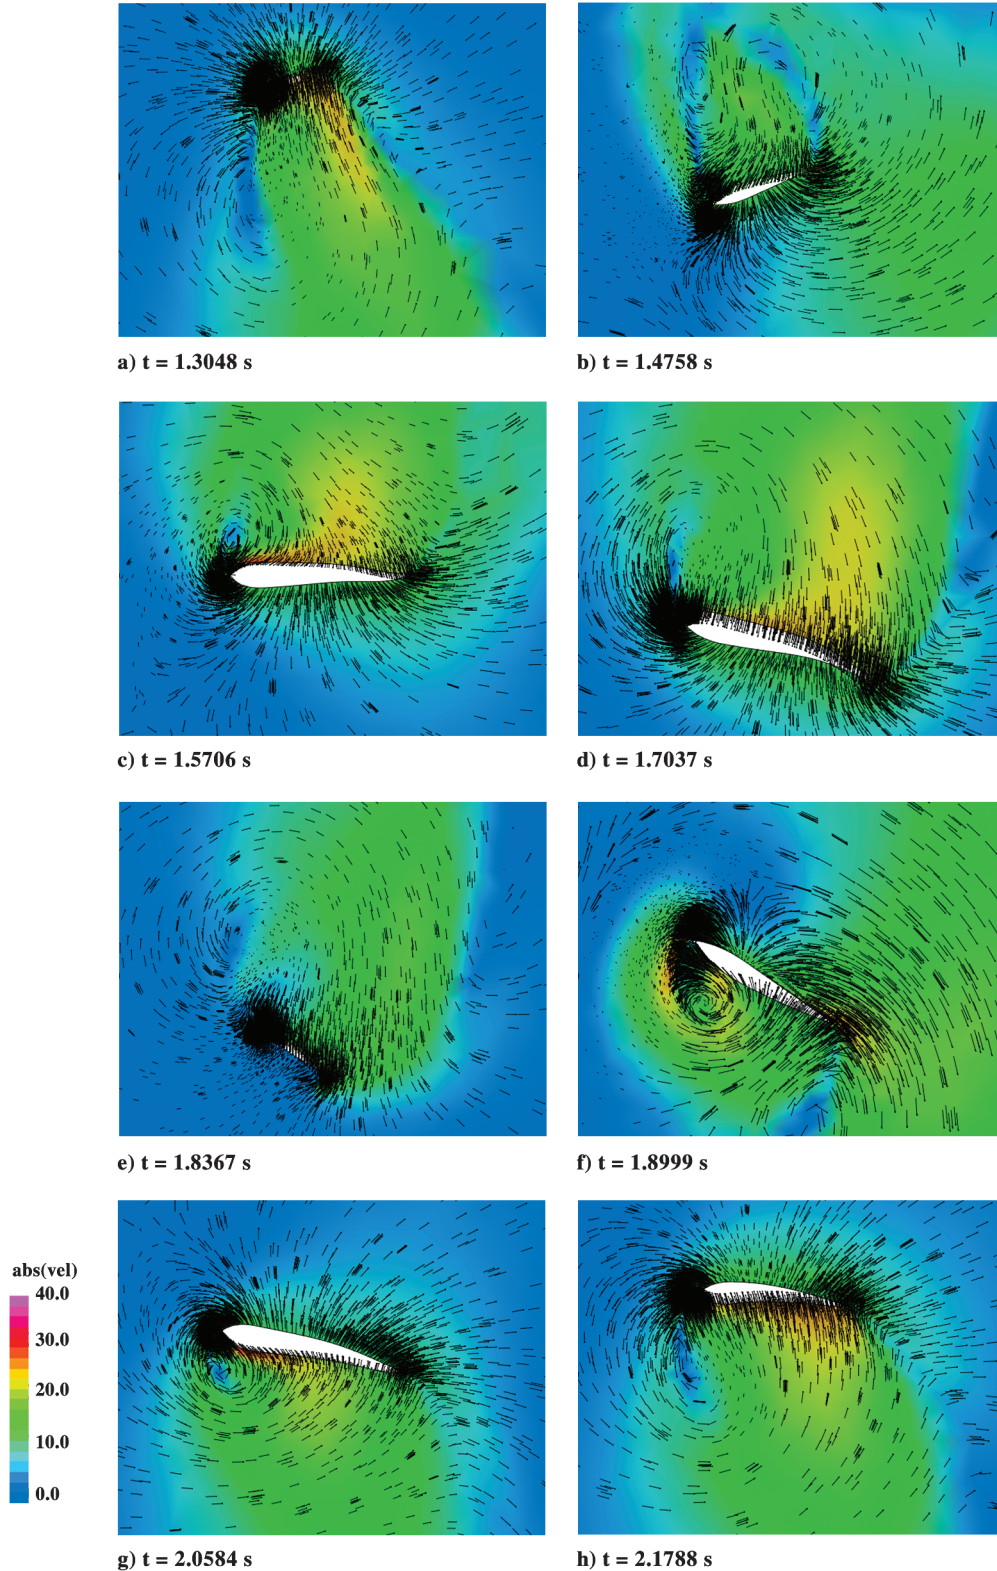 a) t = 1.3048 s
b) t = 1.4758 s
c) t = 1.5706 s
d) t = 1.7037 s
e) t = 1.8367 s
f) t = 1.8999 s
abs(vel)
40.0
30.0
20.0
10.0
0.0
g) t = 2.0584 s
h) t = 2.1788 s